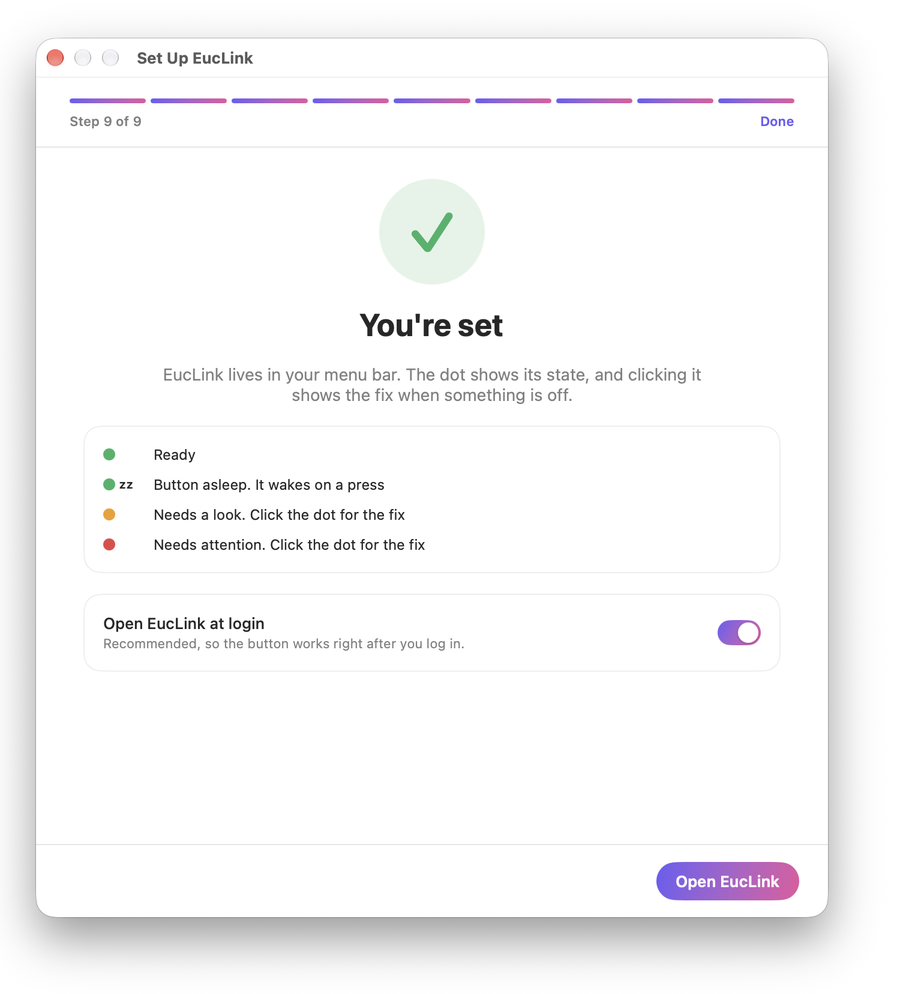 Set Up EucLink
Step 9 of 9
Done
You're set
EucLink lives in your menu bar. The dot shows its state, and clicking it
shows the fix when something is off.
Ready
zz
Button asleep. It wakes on a press
Needs a look. Click the dot for the fix
Needs attention. Click the dot for the fix
Open EucLink at login
Recommended, so the button works right after you log in.
Open EucLink